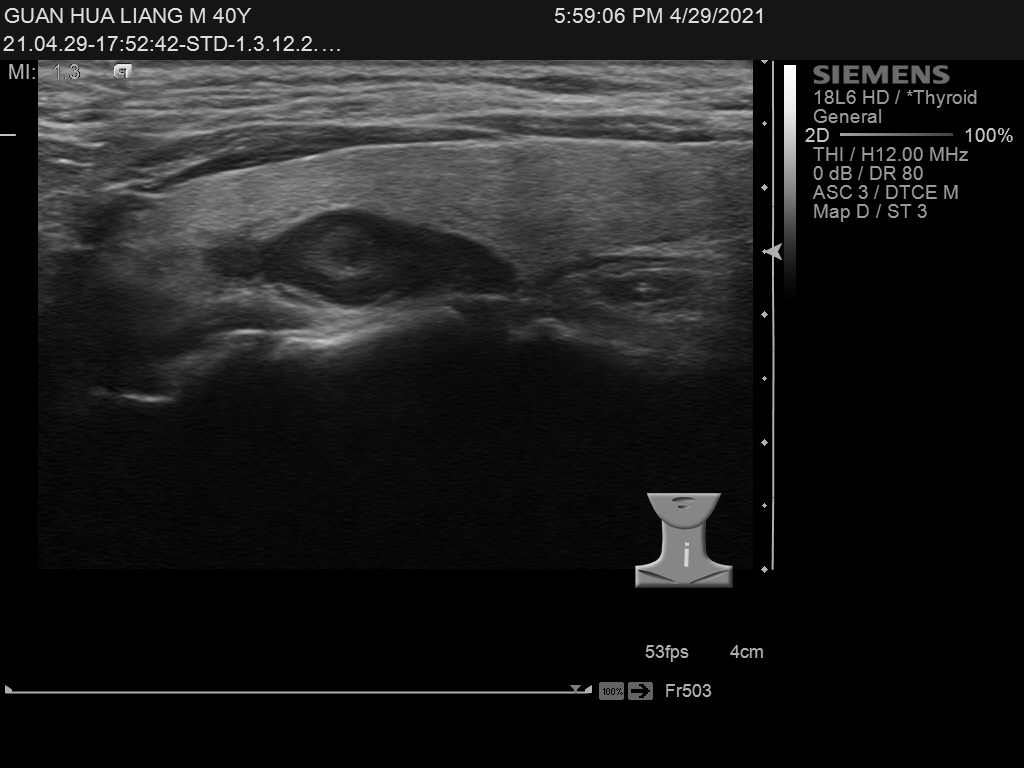 GUAN HUA LIANG M 40Y 5:59:06 PM 4/29/2021
21.04.29-17:52:42-STD-1.3.12.2....
MI: 1.3
SIEMENS
18L6 HD / *Thyroid
General
2D 100%
THI / H12.00 MHz
0 dB / DR 80
ASC 3 / DTCE M
Map D / ST 3
53fps 4cm
100% Fr503